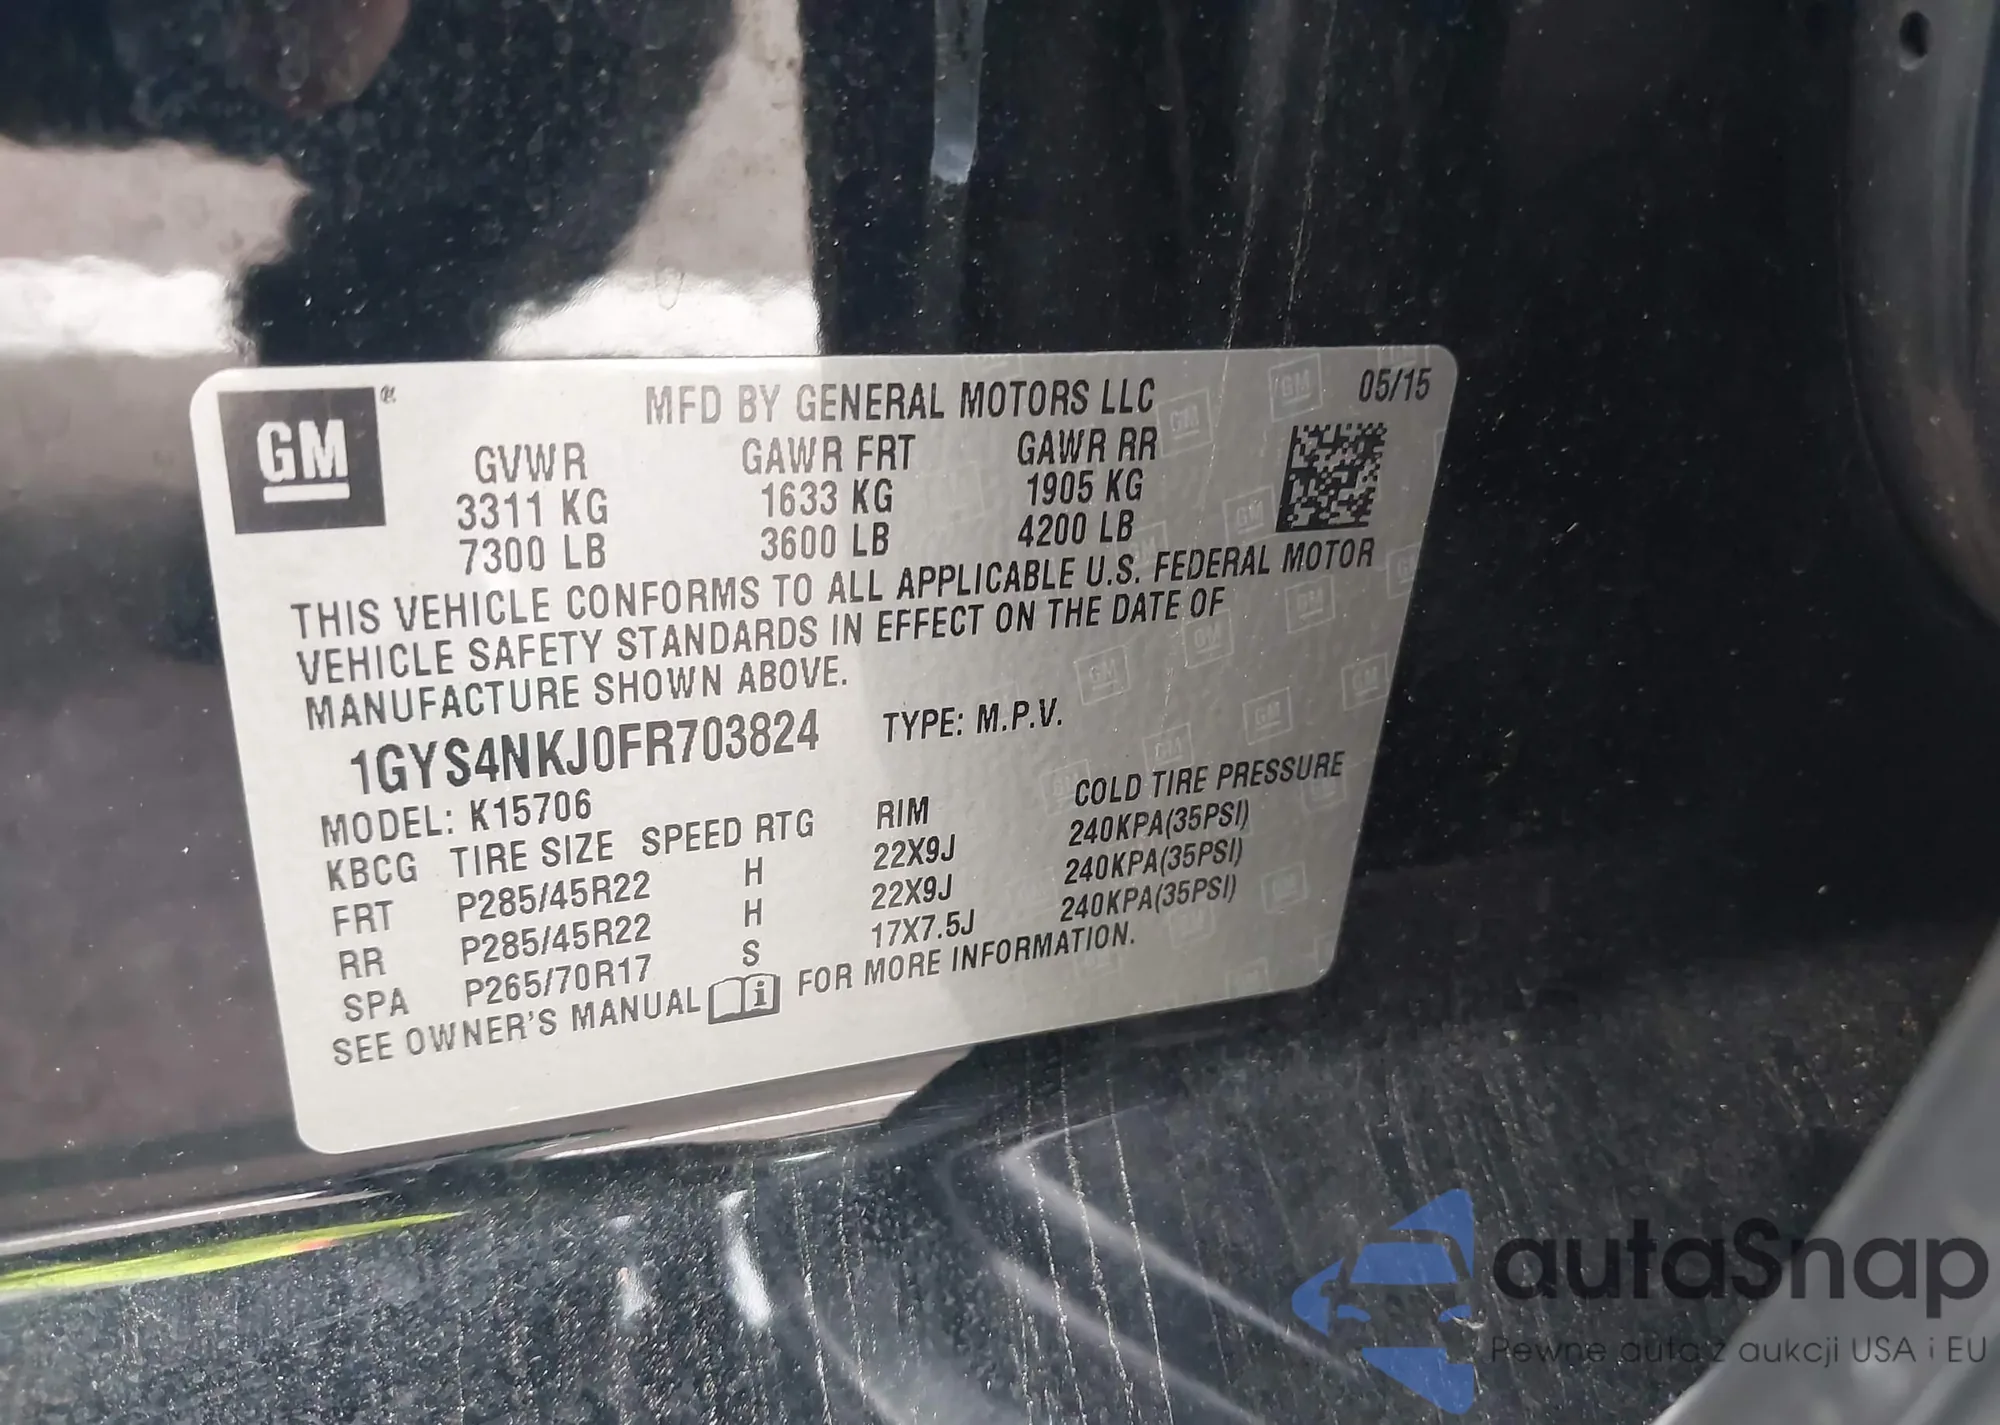 GM
MFD BY GENERAL MOTORS LLC 05/15
GVWR GAWR FRT GAWR RR
3311 KG 1633 KG 1905 KG
7300 LB 3600 LB 4200 LB
THIS VEHICLE CONFORMS TO ALL APPLICABLE U.S. FEDERAL MOTOR
VEHICLE SAFETY STANDARDS IN EFFECT ON THE DATE OF
MANUFACTURE SHOWN ABOVE.
1GYS4NKJ0FR703824 TYPE: M.P.V.
MODEL: K15706
KBCG TIRE SIZE SPEED RTG RIM COLD TIRE PRESSURE
FRT P285/45R22 H 22X9J 240KPA(35PSI)
RR P285/45R22 H 22X9J 240KPA(35PSI)
SPA P265/70R17 S 17X7.5J 240KPA(35PSI)
SEE OWNER'S MANUAL i FOR MORE INFORMATION.
autaSnap
Pewne auta z aukcji USA i EU